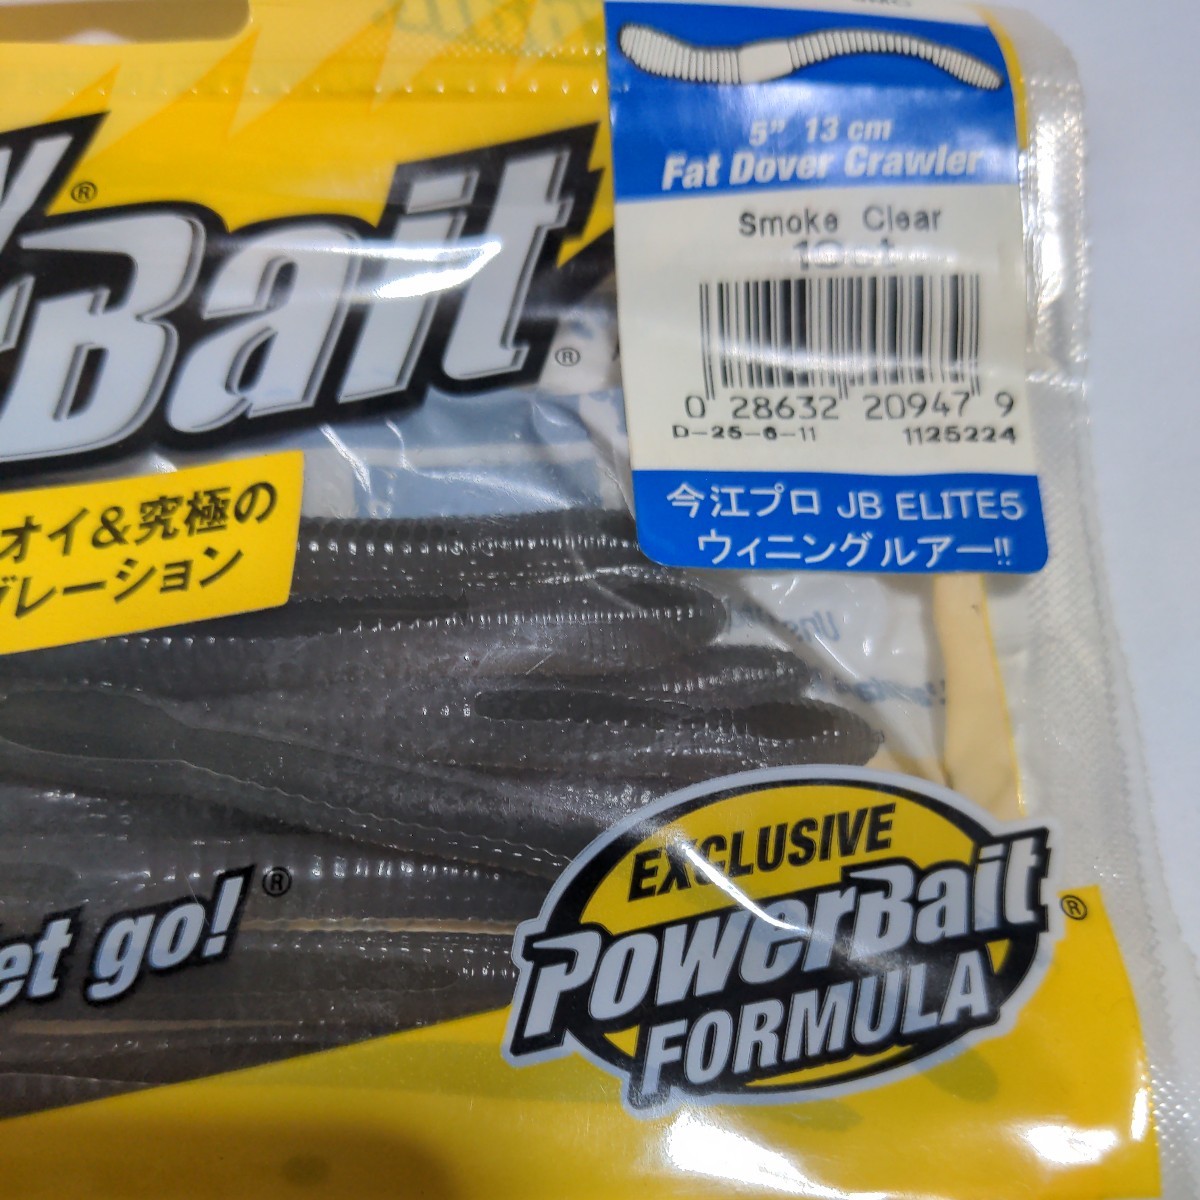 Bait®
オイ&究極の
グレーション
et go!®
5" 13 cm
Fat Dover Crawler
Smoke Clear
10ct
0 28632 20947 9
D-25-6-11 1125224
今江プロ JB ELITE5
ウィニングルアー!!
EXCLUSIVE
PowerBait®
FORMULA